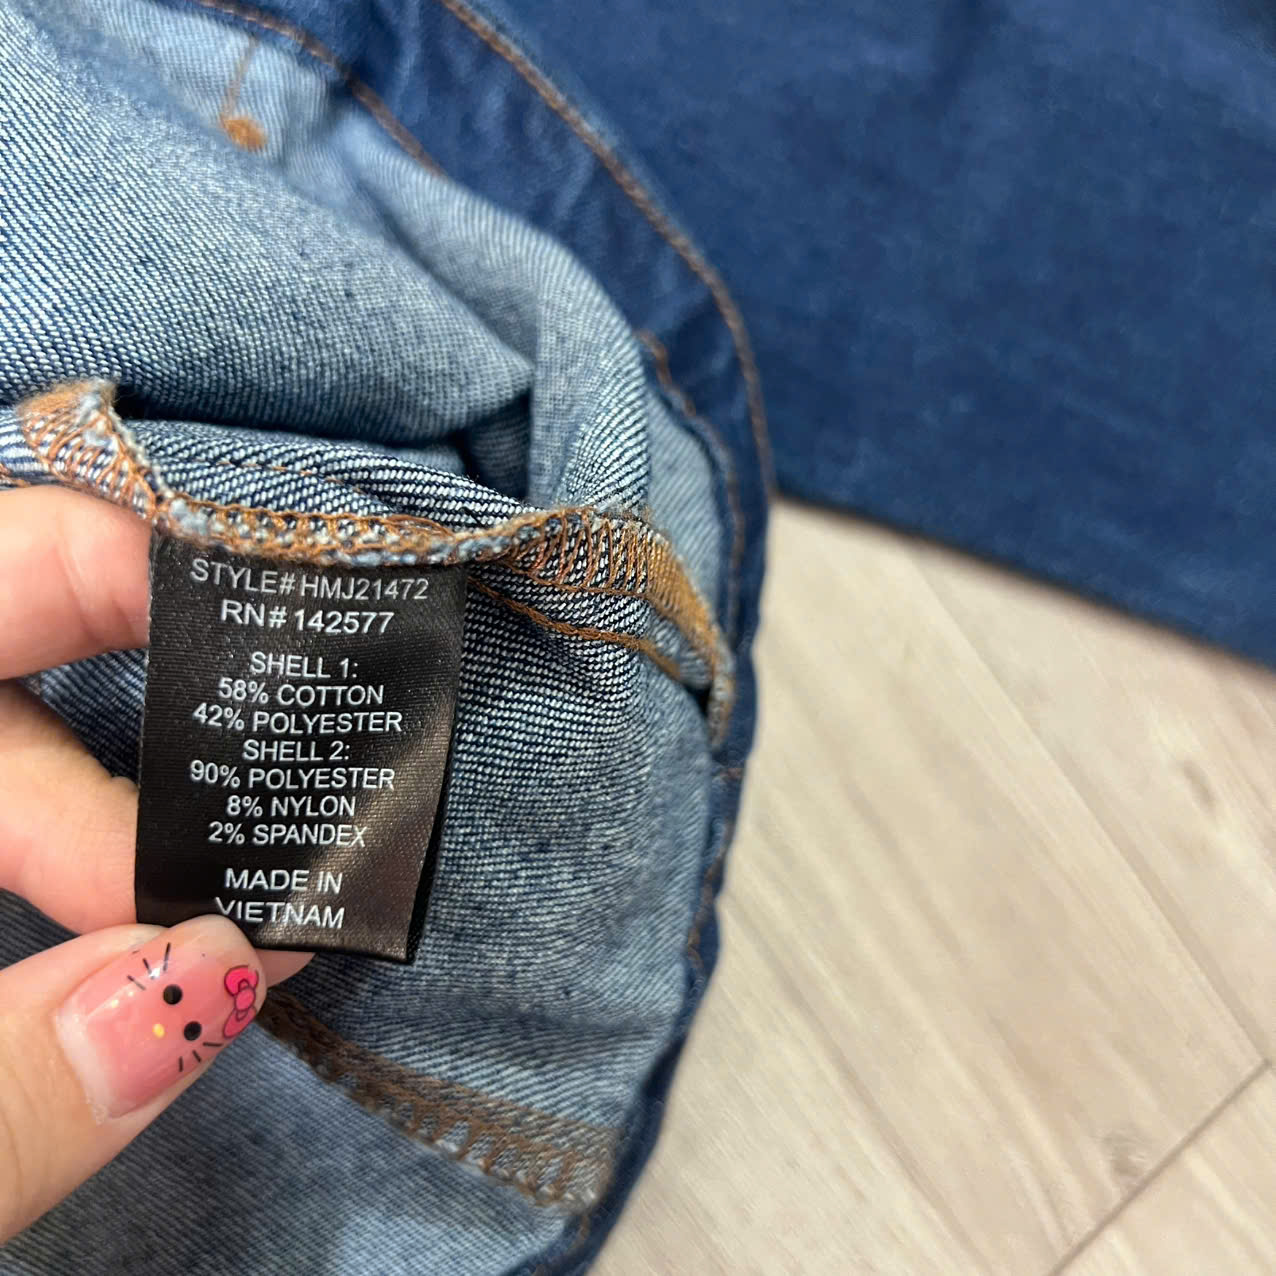 STYLE# HMJ21472
RN# 142577
SHELL 1:
58% COTTON
42% POLYESTER
SHELL 2:
90% POLYESTER
8% NYLON
2% SPANDEX
MADE IN
VIETNAM